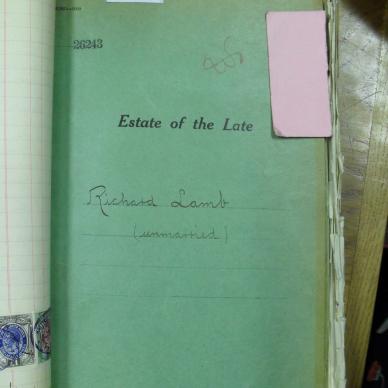 26243
Estate of the Late
Richard Lamb
(unmarried)